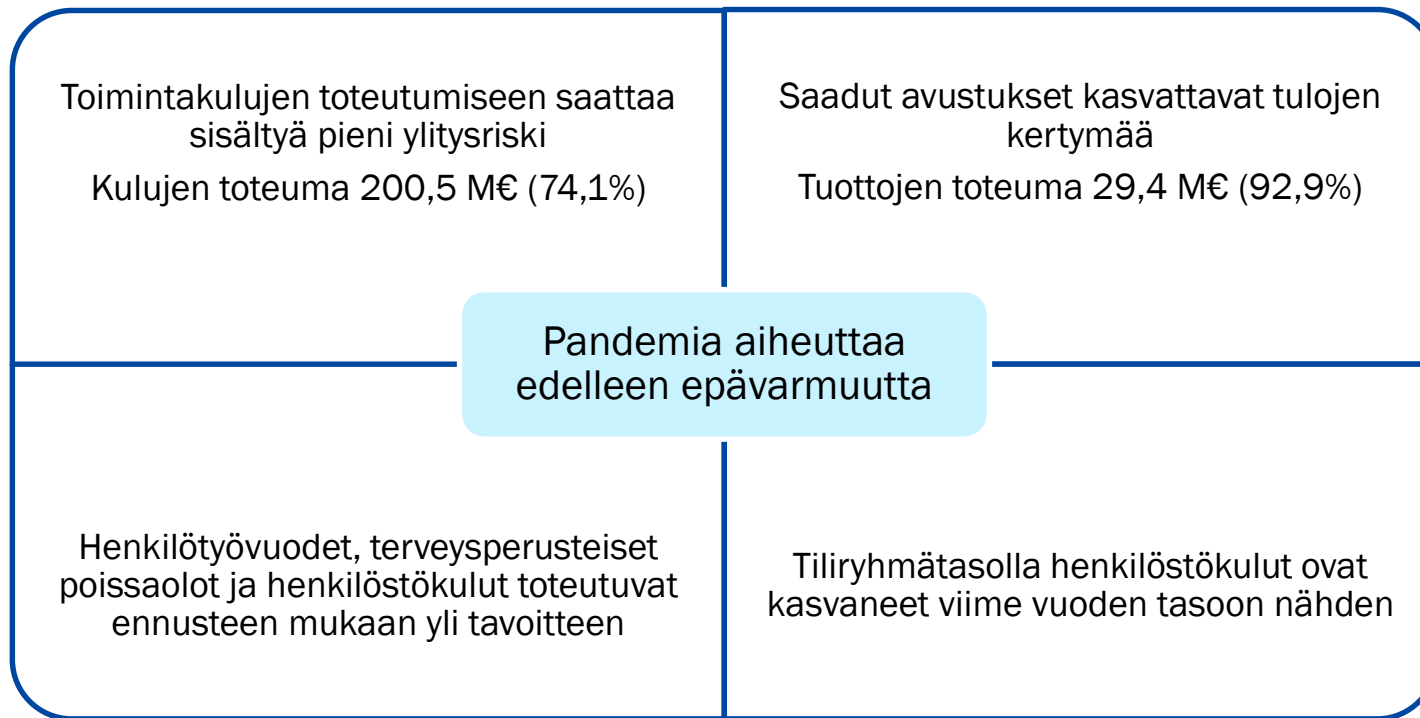 Toimintakulujen toteutumiseen saattaa
sisältyä pieni ylitysriski
Kulujen toteuma 200,5 M€ (74,1%)
Saadut avustukset kasvattavat tulojen
kertymää
Tuottojen toteuma 29,4 M€ (92,9%)
Pandemia aiheuttaa
edelleen epävarmuutta
Henkilötyövuodet, terveysperusteiset
poissaolot ja henkilöstökulut toteutuvat
ennusteen mukaan yli tavoitteen
Tiliryhmätasolla henkilöstökulut ovat
kasvaneet viime vuoden tasoon nähden